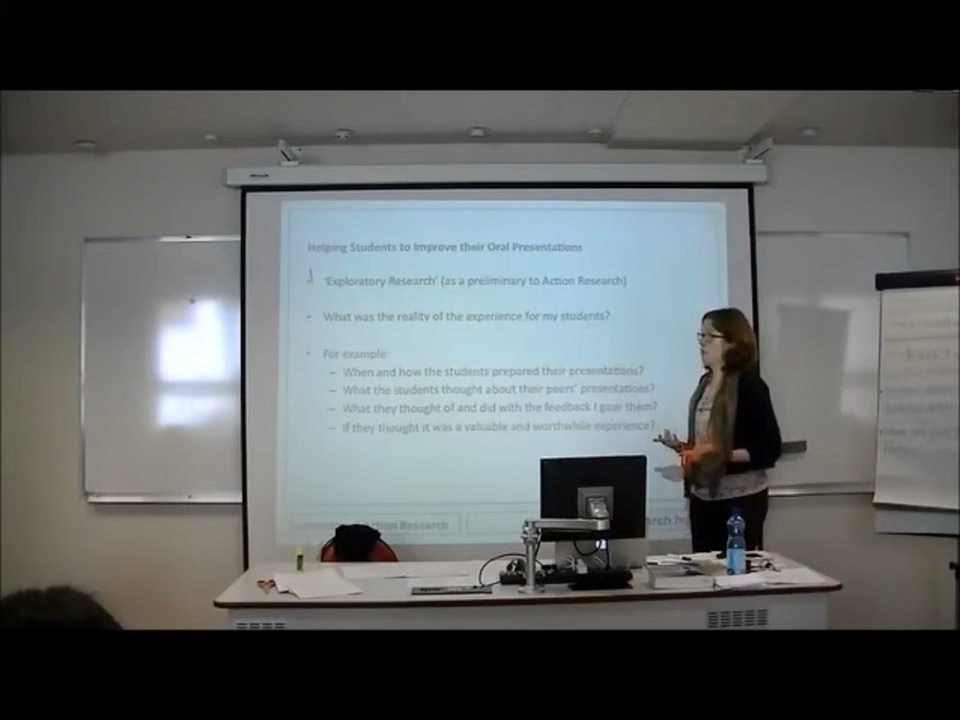 Helping Students to Improve their Oral Presentations
'Exploratory Research' (as a preliminary to Action Research)
- What was the reality of the experience for my students?
• For example:
– When and how the students prepared their presentations?
– What the students thought about their peers' presentations?
– What they thought of and did with the feedback I gave them?
– If they thought it was a valuable and worthwhile experience?
Action Research